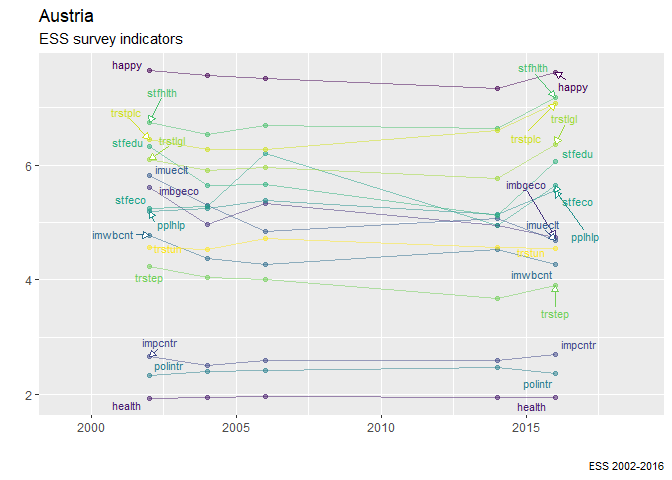 Austria
ESS survey indicators
happy
stfhlth
stfhlth
happy
trstplc
trstlgl
trstlgl
trstplc
stfedu
stfedu
6
imueclt
imbgeco
imbgeco
stfeco
stfeco
pplhlp
imueclt
imwbcnt
pplhlp
trstun
trstun
trstep
imwbcnt
4
trstep
impcntr
impcntr
polintr
polintr
2
health
health
2000
2005
2010
2015
ESS 2002-2016